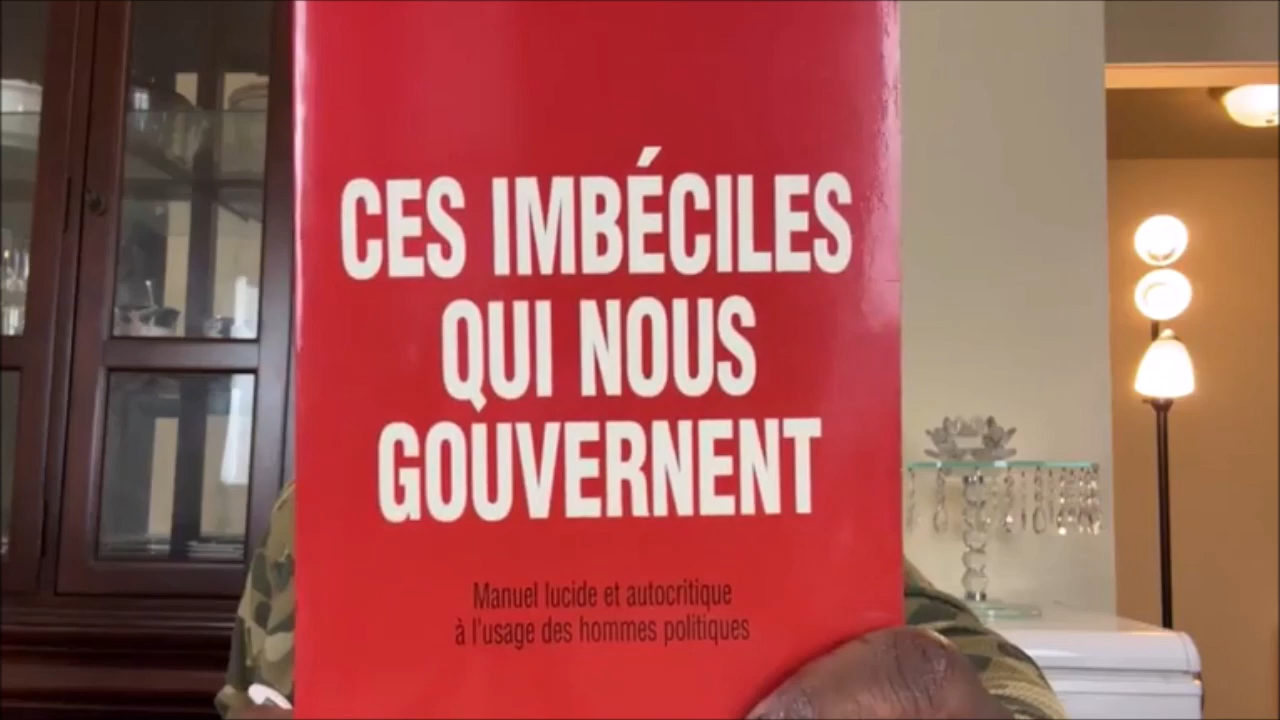 CES IMBÉCILES
QUI NOUS
GOUVERNENT
Manuel lucide et autocritique
à l'usage des hommes politiques